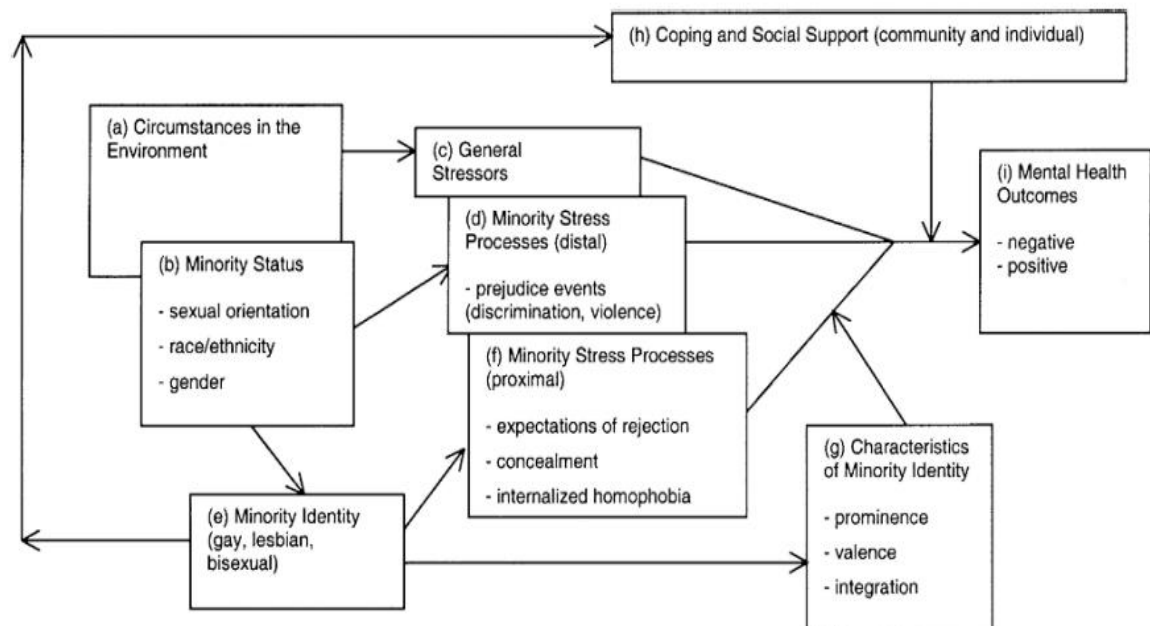 (h) Coping and Social Support (community and individual)
(a) Circumstances in the
Environment
(c) General
Stressors
(i) Mental Health
Outcomes
- negative
- positive
(d) Minority Stress
Processes (distal)
- prejudice events
(discrimination, violence)
(b) Minority Status
- sexual orientation
- race/ethnicity
- gender
(f) Minority Stress Processes
(proximal)
- expectations of rejection
- concealment
- internalized homophobia
(g) Characteristics
of Minority Identity
- prominence
- valence
- integration
(e) Minority Identity
(gay, lesbian,
bisexual)